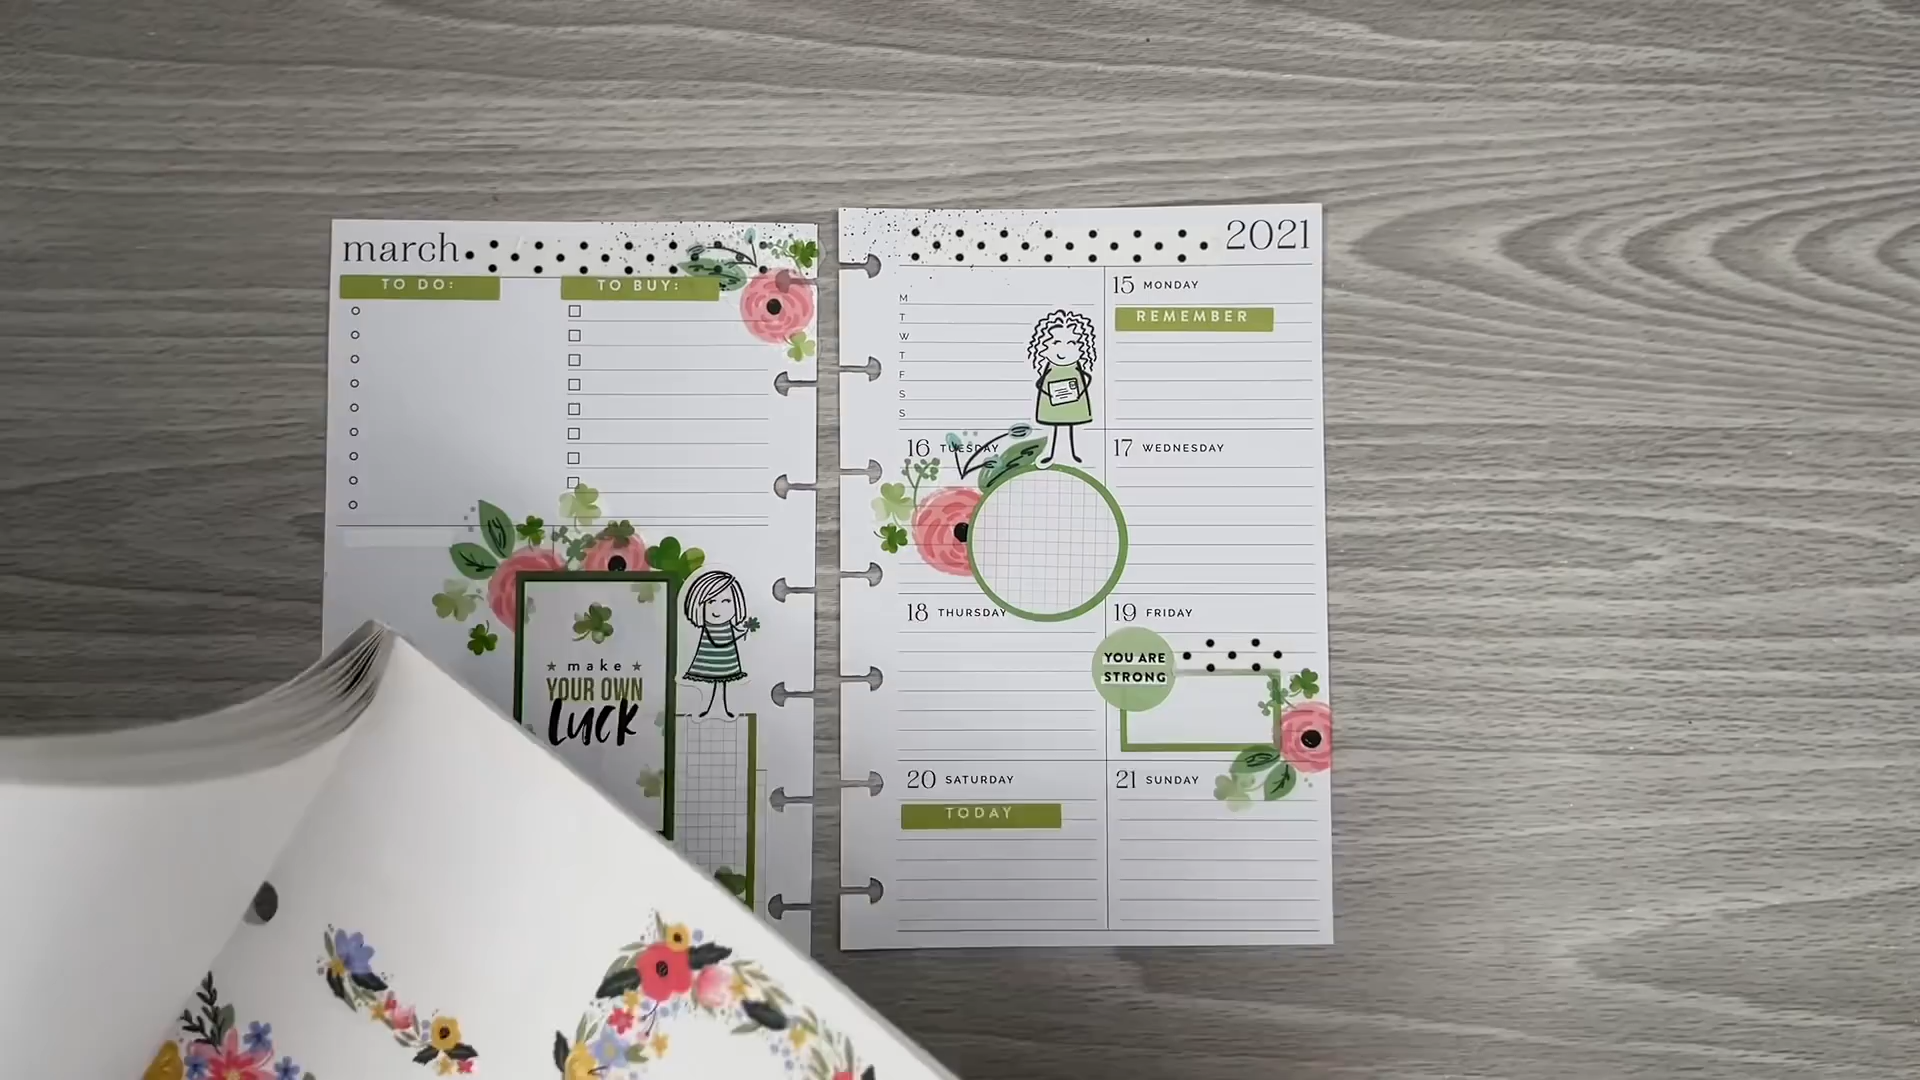 march
TO DO:
TO BUY:
★ make ★
YOUR OWN
Luck
2021
M
T
W
T
F
S
S
15 MONDAY
REMEMBER
16 TUESDAY
17 WEDNESDAY
18 THURSDAY
19 FRIDAY
YOU ARE
STRONG
20 SATURDAY
TODAY
21 SUNDAY